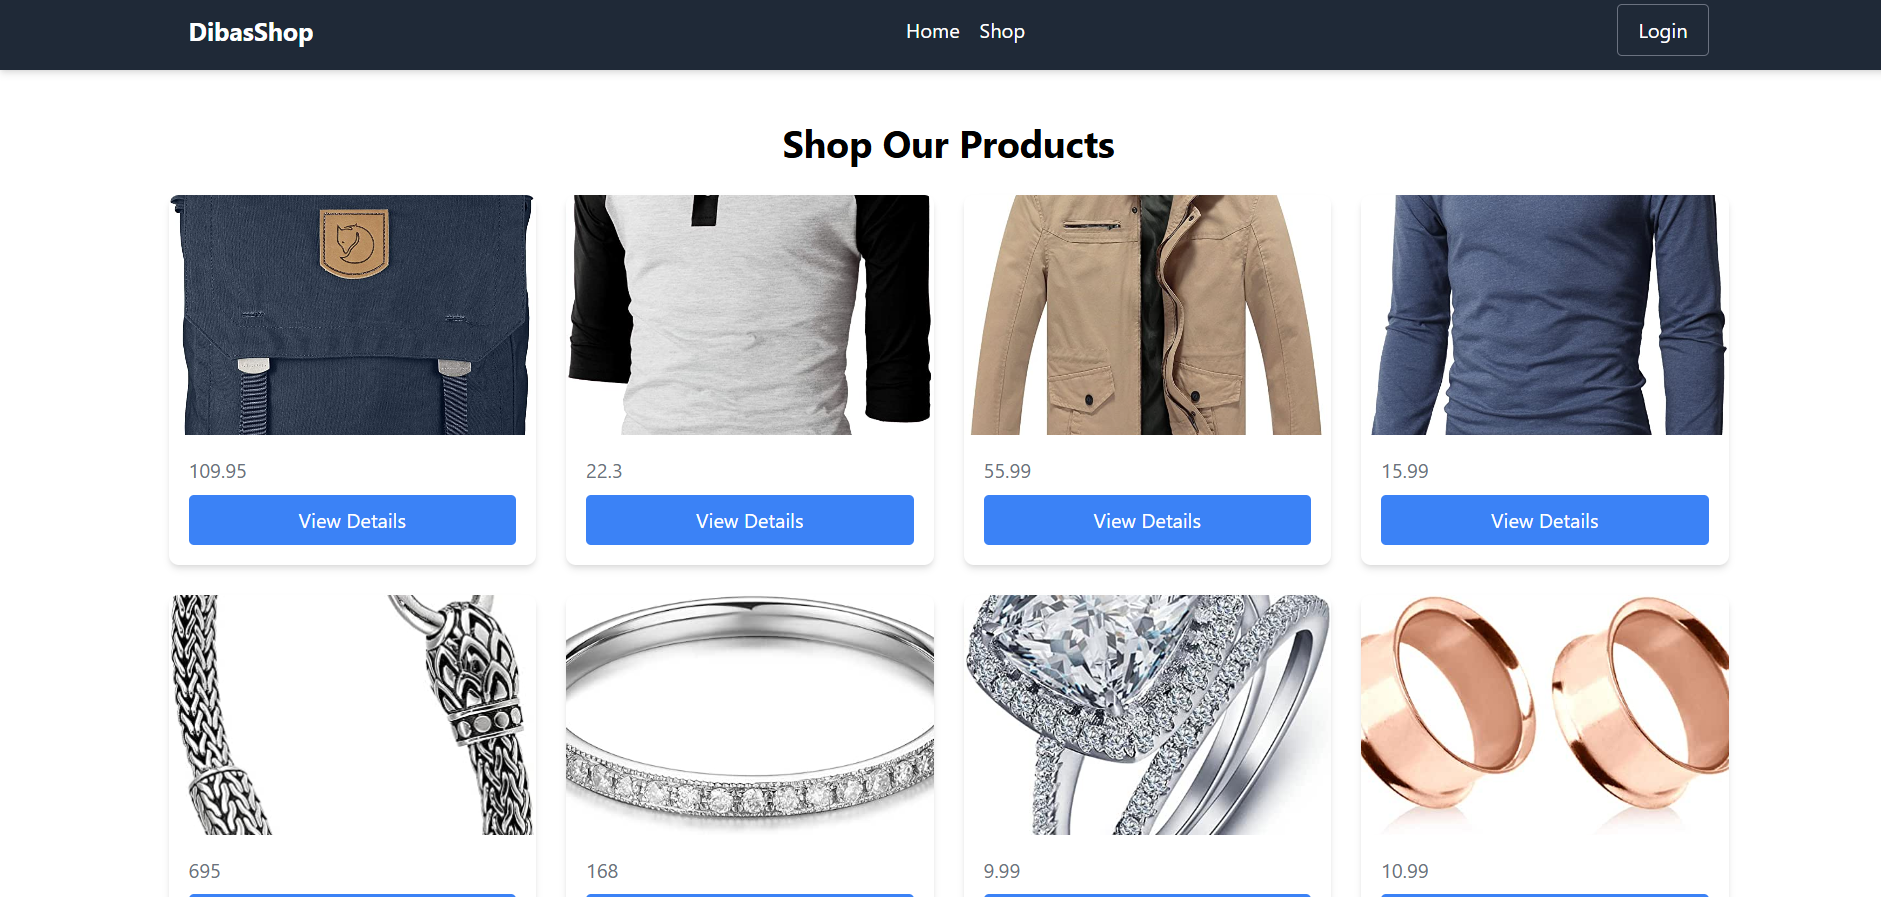 DibasShop
Home Shop
Login
Shop Our Products
109.95
22.3
55.99
15.99
View Details
View Details
View Details
View Details
695
168
9.99
10.99